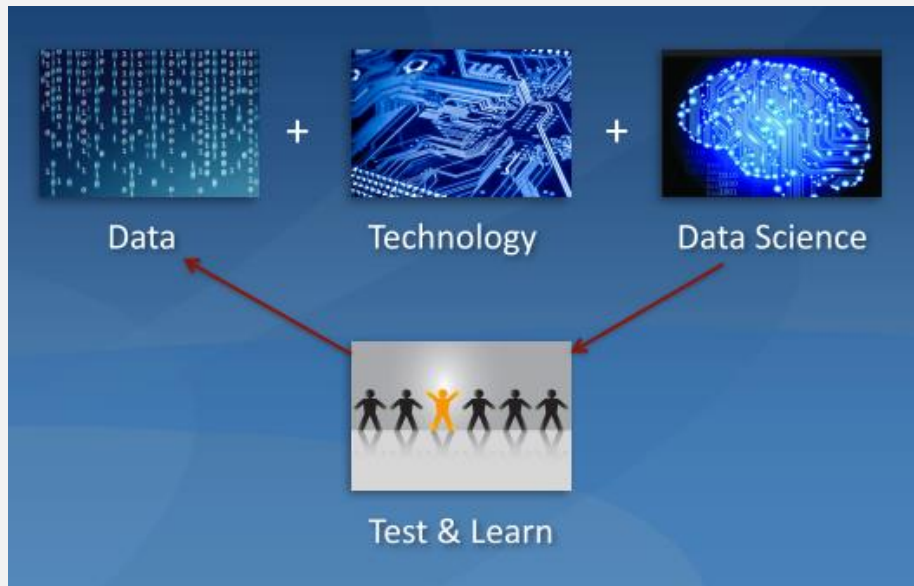 +
+
Data
Technology
Data Science
Test & Learn